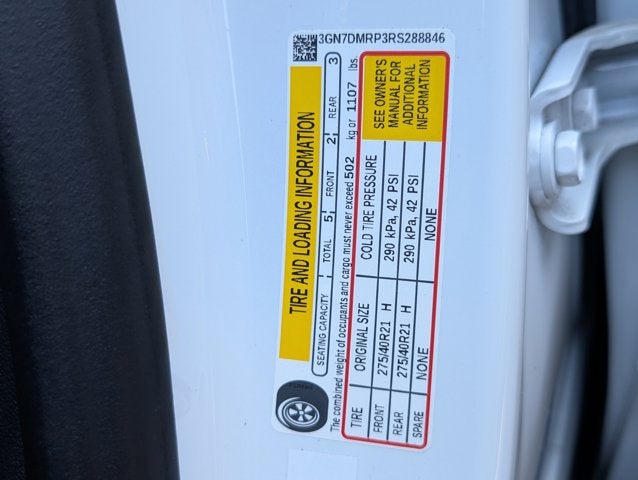 3GN7DMRP3RS288846
TIRE AND LOADING INFORMATION
SEATING CAPACITY TOTAL 5 FRONT 2 REAR 3
The combined weight of occupants and cargo must never exceed 502 kg or 1107 lbs.
TIRE ORIGINAL SIZE COLD TIRE PRESSURE
FRONT 275/40R21 H 290 kPa, 42 PSI
REAR 275/40R21 H 290 kPa, 42 PSI
SPARE NONE NONE
SEE OWNER'S
MANUAL FOR
ADDITIONAL
INFORMATION